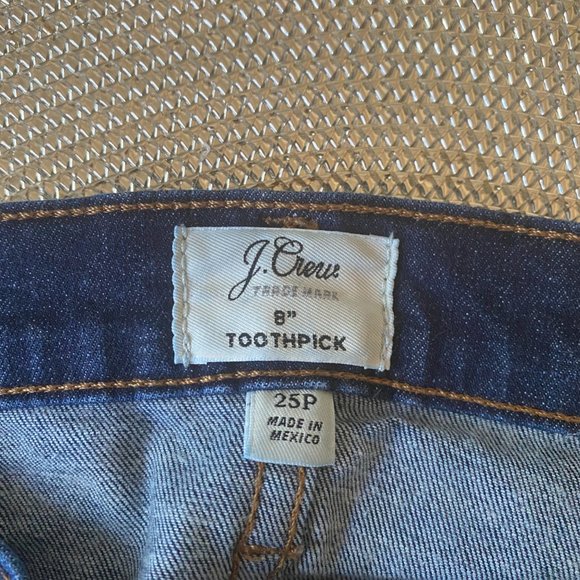 J.Crew.
TRADE MARK
8"
TOOTHPICK
25P
MADE IN
MEXICO